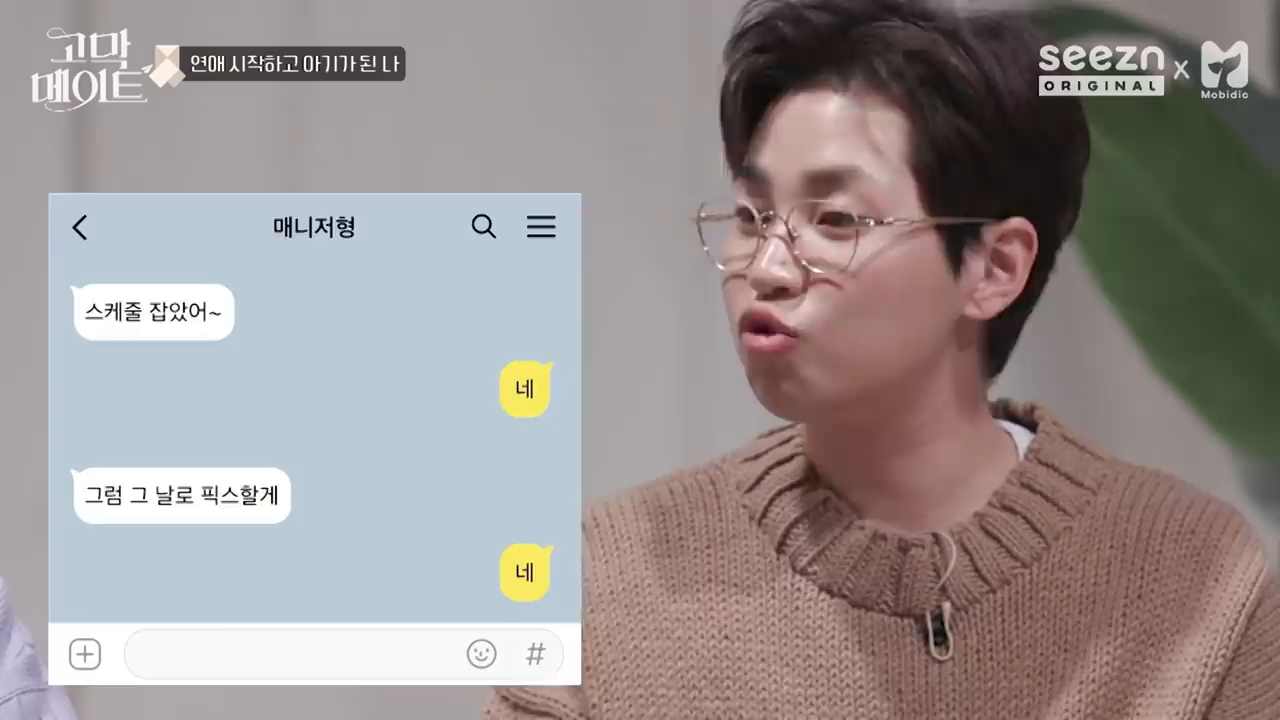 고막
메이트
연애 시작하고 아기가 된 나
seezn
ORIGINAL
X
Mobidic
매니저형
스케줄 잡았어~
네
그럼 그 날로 픽스할게
네
#